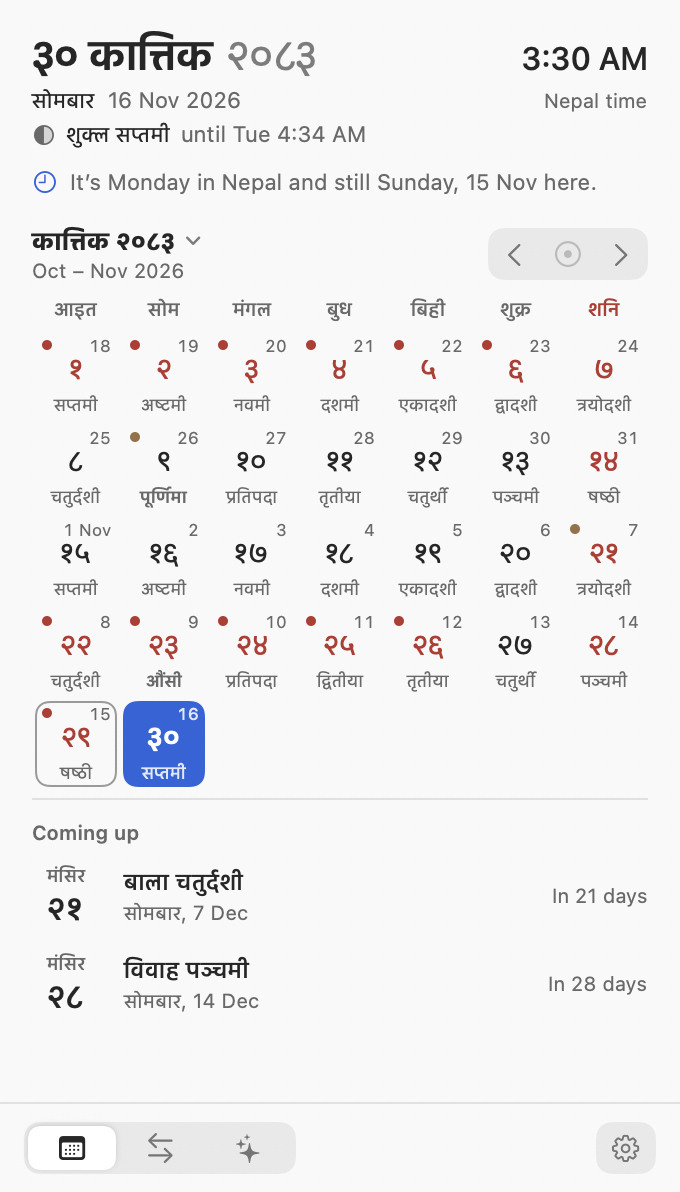 ३० कात्तिक २०८३
3:30 AM
सोमबार 16 Nov 2026
Nepal time
शुक्ल सप्तमी until Tue 4:34 AM
It’s Monday in Nepal and still Sunday, 15 Nov here.
कात्तिक २०८३
Oct – Nov 2026
आइत सोम मंगल बुध बिही शुक्र शनि
18 19 20 21 22 23 24
१ २ ३ ४ ५ ६ ७
सप्तमी अष्टमी नवमी दशमी एकादशी द्वादशी त्रयोदशी
25 26 27 28 29 30 31
८ ९ १० ११ १२ १३ १४
चतुर्दशी पूर्णिमा प्रतिपदा तृतीया चतुर्थी पञ्चमी षष्ठी
1 Nov 2 3 4 5 6 7
१५ १६ १७ १८ १९ २० २१
सप्तमी अष्टमी नवमी दशमी एकादशी द्वादशी त्रयोदशी
8 9 10 11 12 13 14
२२ २३ २४ २५ २६ २७ २८
चतुर्दशी औंसी प्रतिपदा द्वितीया तृतीया चतुर्थी पञ्चमी
15 16
२९ ३०
षष्ठी सप्तमी
Coming up
मंसिर
२१
बाला चतुर्दशी
सोमबार, 7 Dec
In 21 days
मंसिर
२८
विवाह पञ्चमी
सोमबार, 14 Dec
In 28 days